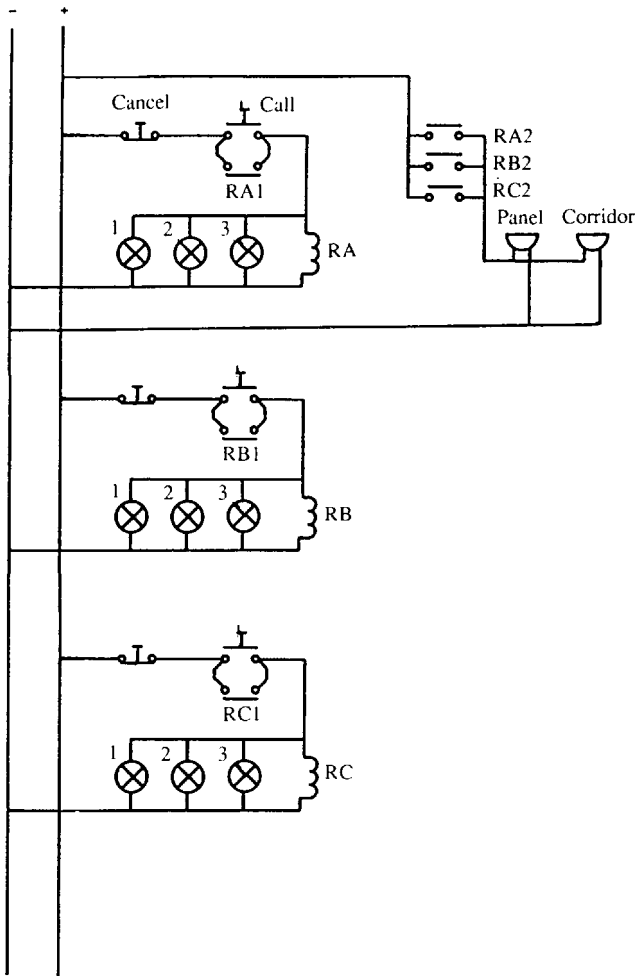 - +
Cancel Call
RA2
RB2
RC2
RA1
Panel Corridor
1 2 3
RA
RB1
1 2 3
RB
RC1
1 2 3
RC